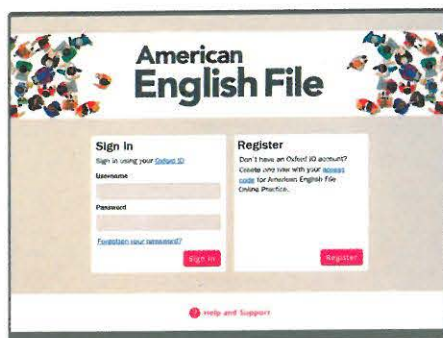 American
English File
Sign In
Sign in using your Oxford ID
Username
Password
Forgotten your password?
Sign in
Register
Don't have an Oxford ID account?
Create one now with your access
code for American English File
Online Practice.
Register
? Help and Support